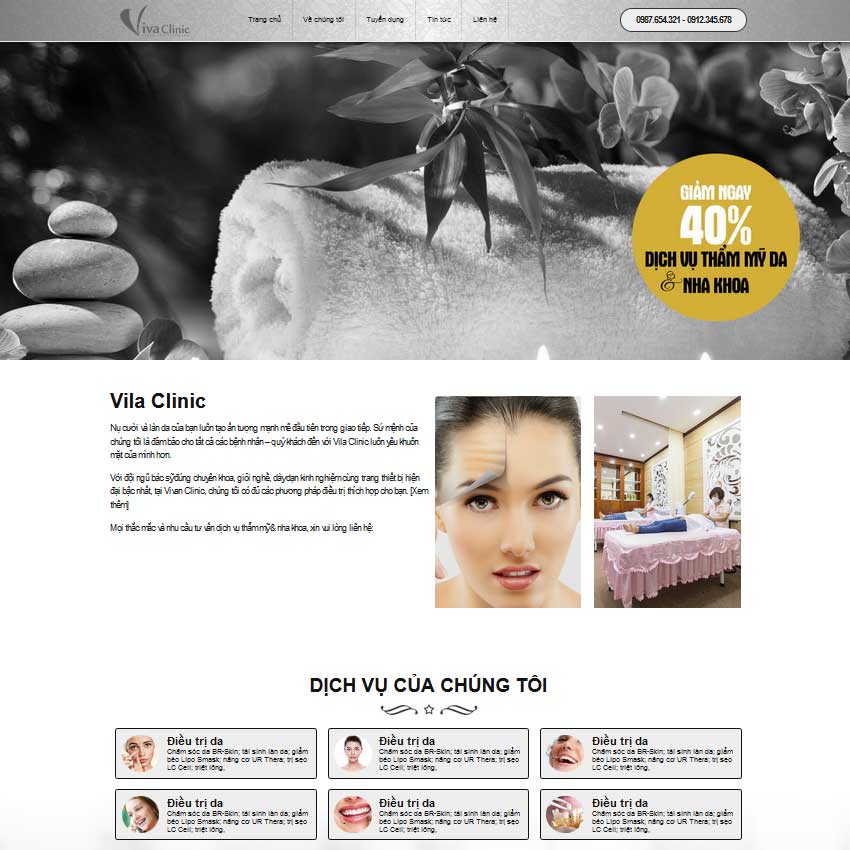 Viva Clinic
Trang chủ
Về chúng tôi
Tuyển dụng
Tin tức
Liên hệ
0987.654.321 - 0912.345.678
GIẢM NGAY
40%
DỊCH VỤ THẨM MỸ DA
& NHA KHOA
Vila Clinic
Nụ cười và làn da của bạn luôn tạo ấn tượng mạnh mẽ đầu tiên trong giao tiếp. Sứ mệnh của
chúng tôi là đảm bảo cho tất cả các bệnh nhân – quý khách đến với Vila Clinic luôn yêu khuôn
mặt của mình hơn.
Với đội ngũ bác sỹ đúng chuyên khoa, giỏi nghề, dày dạn kinh nghiệm cùng trang thiết bị hiện
đại bậc nhất, tại Vivan Clinic, chúng tôi có đủ các phương pháp điều trị thích hợp cho bạn. [Xem
thêm]
Mọi thắc mắc và nhu cầu tư vấn dịch vụ thẩm mỹ & nha khoa, xin vui lòng liên hệ:
DỊCH VỤ CỦA CHÚNG TÔI
Điều trị da
Chăm sóc da BR-Skin; tái sinh làn da; giảm
béo Lipo Smask; nâng cơ UR Thera; trị sẹo
LC Cell; triệt lông,
Điều trị da
Chăm sóc da BR-Skin; tái sinh làn da; giảm
béo Lipo Smask; nâng cơ UR Thera; trị sẹo
LC Cell; triệt lông,
Điều trị da
Chăm sóc da BR-Skin; tái sinh làn da; giảm
béo Lipo Smask; nâng cơ UR Thera; trị sẹo
LC Cell; triệt lông,
Điều trị da
Chăm sóc da BR-Skin; tái sinh làn da; giảm
béo Lipo Smask; nâng cơ UR Thera; trị sẹo
LC Cell; triệt lông,
Điều trị da
Chăm sóc da BR-Skin; tái sinh làn da; giảm
béo Lipo Smask; nâng cơ UR Thera; trị sẹo
LC Cell; triệt lông,
Điều trị da
Chăm sóc da BR-Skin; tái sinh làn da; giảm
béo Lipo Smask; nâng cơ UR Thera; trị sẹo
LC Cell; triệt lông,